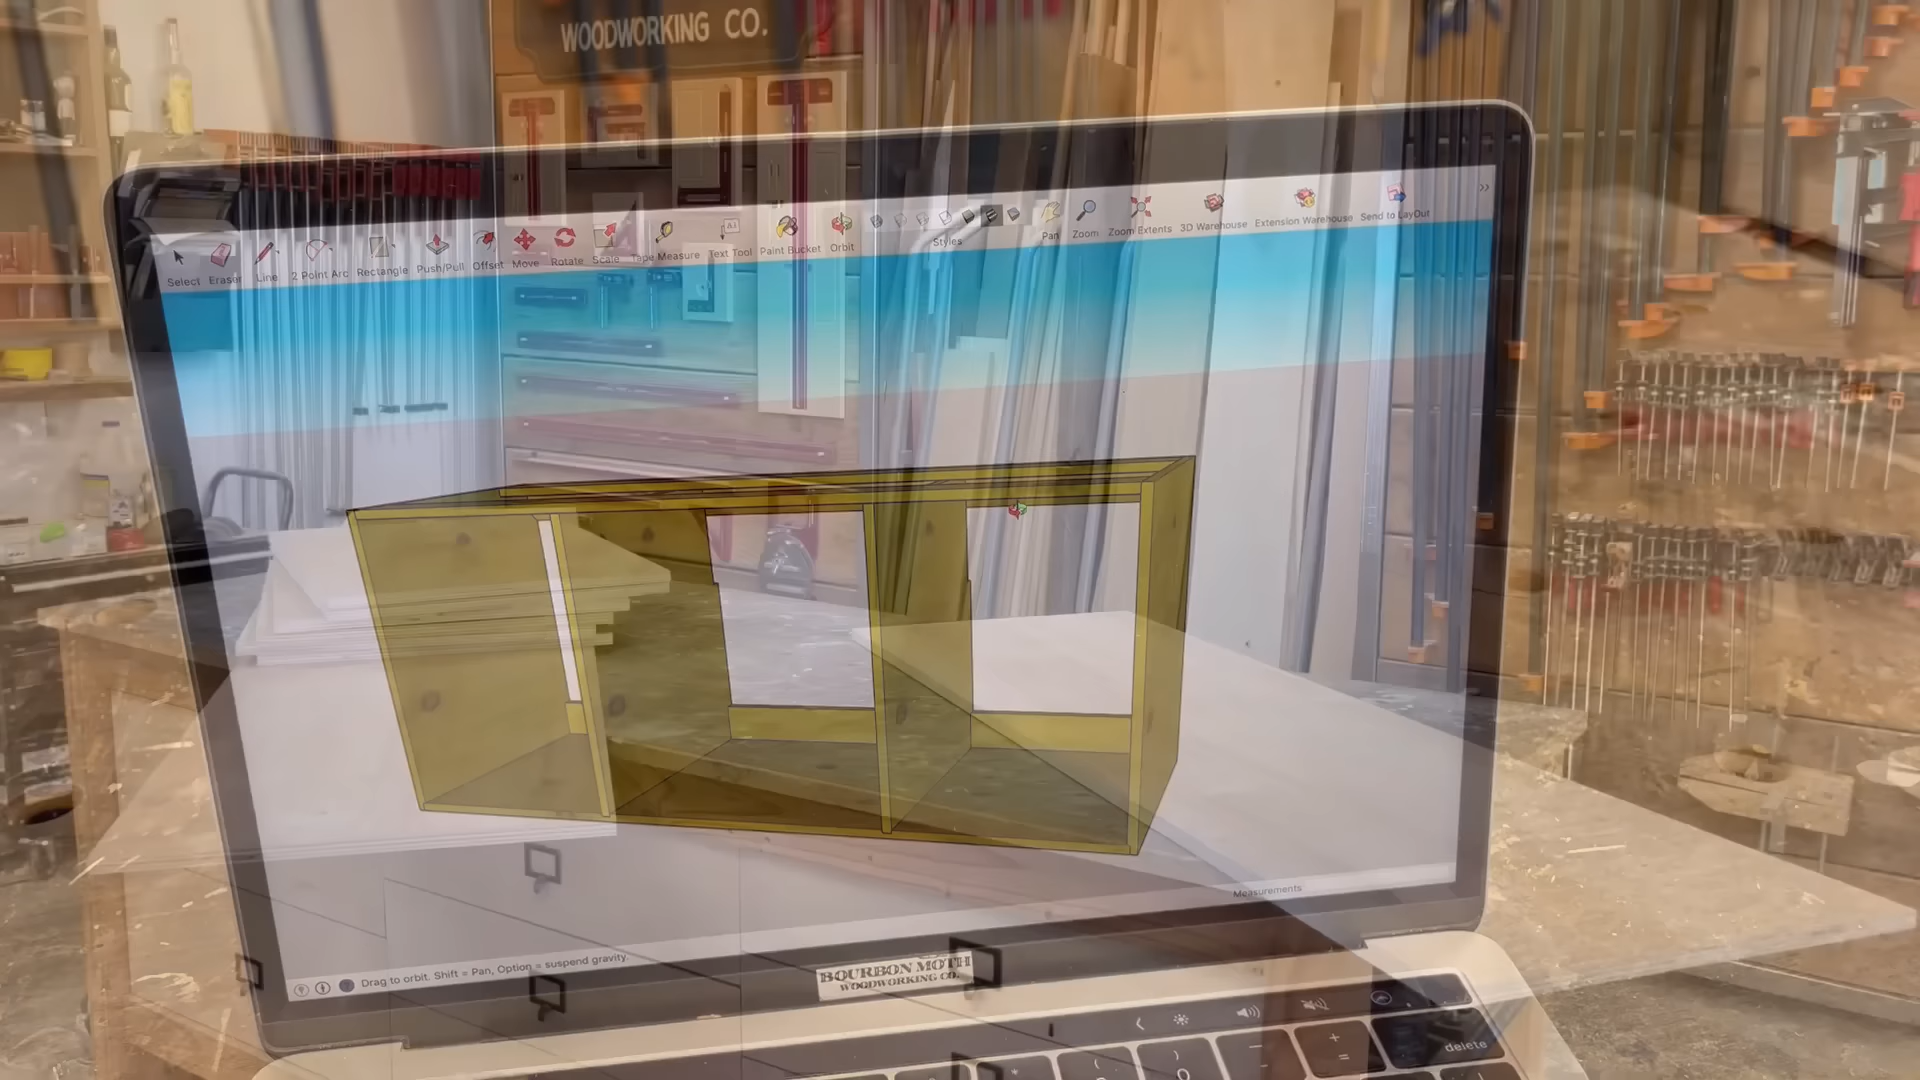 WOODWORKING CO.
Select
Eraser
Line
2 Point Arc
Rectangle
Push/Pull
Offset
Move
Rotate
Scale
Tape Measure
Text Tool
Paint Bucket
Orbit
Styles
Pan
Zoom
Zoom Extents
3D Warehouse
Extension Warehouse
Send to LayOut
Measurements
Drag to orbit. Shift = Pan, Option = suspend gravity.
BOURBON MOTH
WOODWORKING CO.
delete